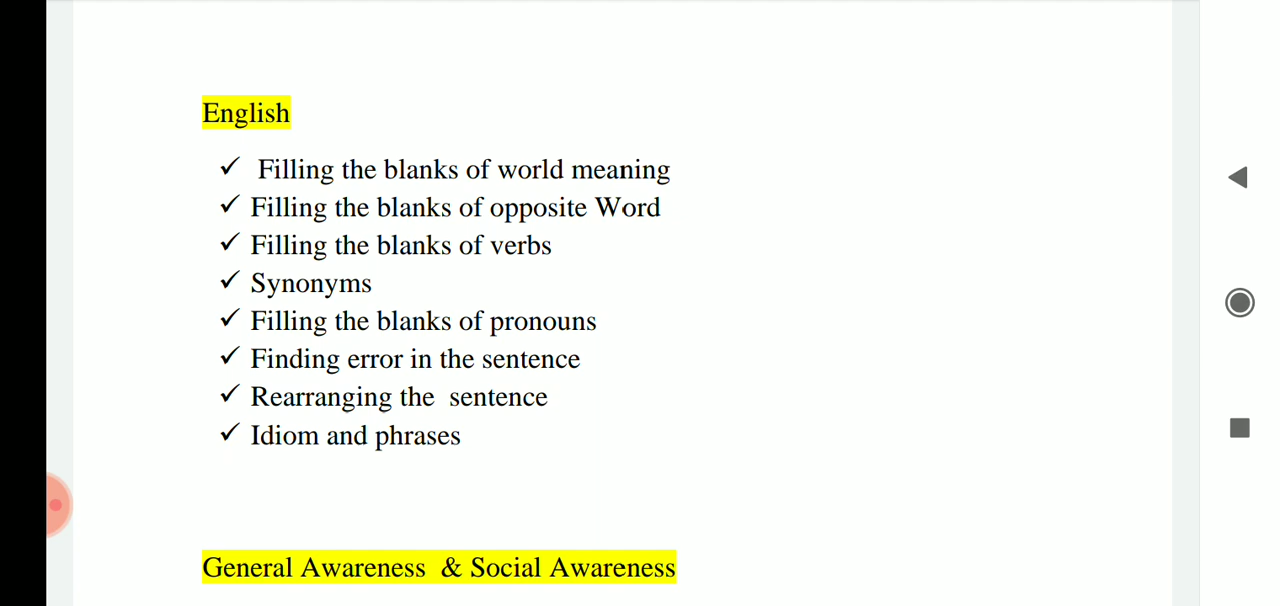 English
✓ Filling the blanks of world meaning
✓ Filling the blanks of opposite Word
✓ Filling the blanks of verbs
✓ Synonyms
✓ Filling the blanks of pronouns
✓ Finding error in the sentence
✓ Rearranging the sentence
✓ Idiom and phrases
General Awareness & Social Awareness